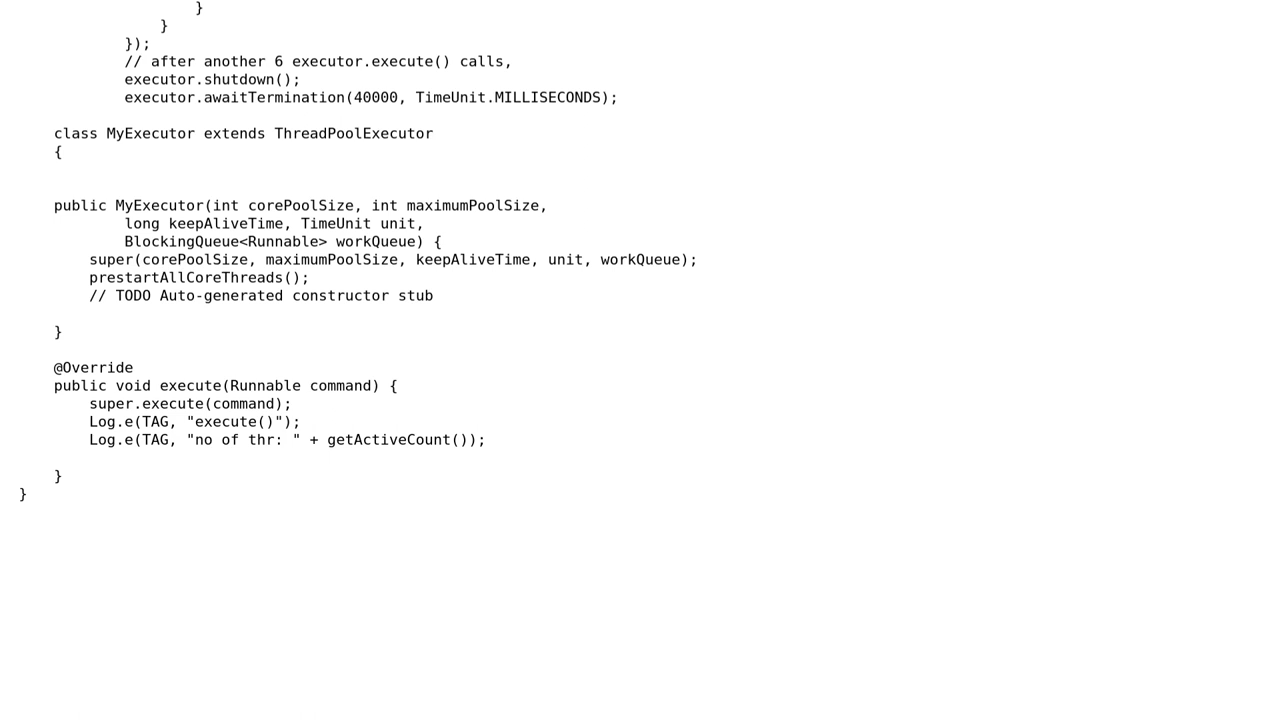 }
                }
            });
            // after another 6 executor.execute() calls,
            executor.shutdown();
            executor.awaitTermination(40000, TimeUnit.MILLISECONDS);

    class MyExecutor extends ThreadPoolExecutor
    {


    public MyExecutor(int corePoolSize, int maximumPoolSize,
            long keepAliveTime, TimeUnit unit,
            BlockingQueue<Runnable> workQueue) {
        super(corePoolSize, maximumPoolSize, keepAliveTime, unit, workQueue);
        prestartAllCoreThreads();
        // TODO Auto-generated constructor stub

    }

    @Override
    public void execute(Runnable command) {
        super.execute(command);
        Log.e(TAG, "execute()");
        Log.e(TAG, "no of thr: " + getActiveCount());

    }
}